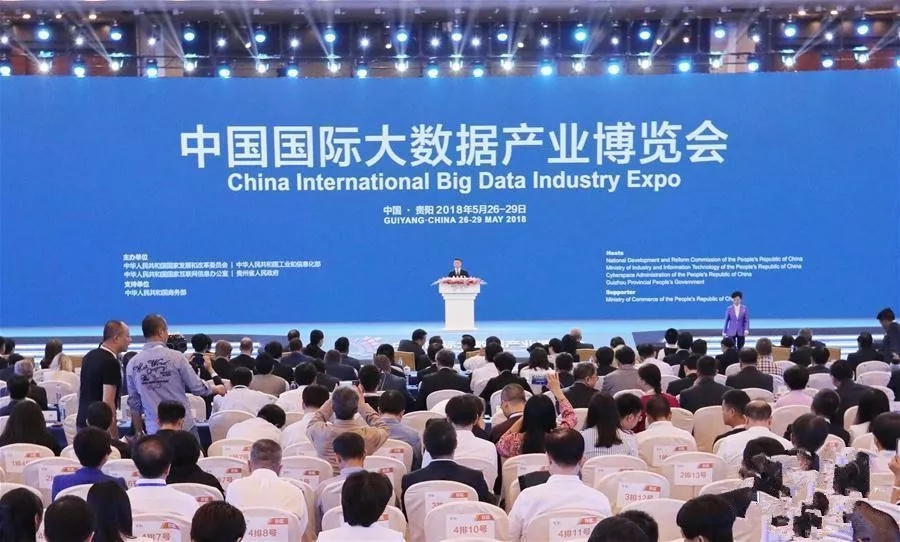 中国国际大数据产业博览会
China International Big Data Industry Expo
中国·贵阳 2018年5月26-29日
GUIYANG·CHINA 26-29 MAY 2018
主办单位
中华人民共和国国家发展和改革委员会 | 中华人民共和国工业和信息化部
中华人民共和国国家互联网信息办公室 | 贵州省人民政府
支持单位
中华人民共和国商务部
Hosts
National Development and Reform Commission of the People's Republic of China
Ministry of Industry and Information Technology of the People's Republic of China
Cyberspace Administration of the People's Republic of China
Guizhou Provincial People's Government
Supporter
Ministry of Commerce of the People's Republic of China
2排13号
3排12号
4排7号
4排8号
4排10号
4排11号